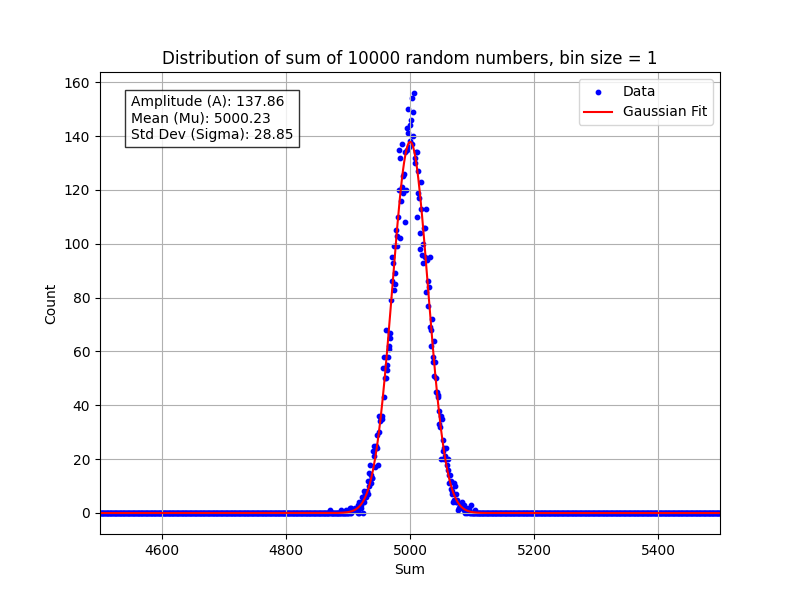 Distribution of sum of 10000 random numbers, bin size = 1
160
140
120
100
80
60
40
20
0
Count
Amplitude (A): 137.86
Mean (Mu): 5000.23
Std Dev (Sigma): 28.85
Data
Gaussian Fit
4600 4800 5000 5200 5400
Sum